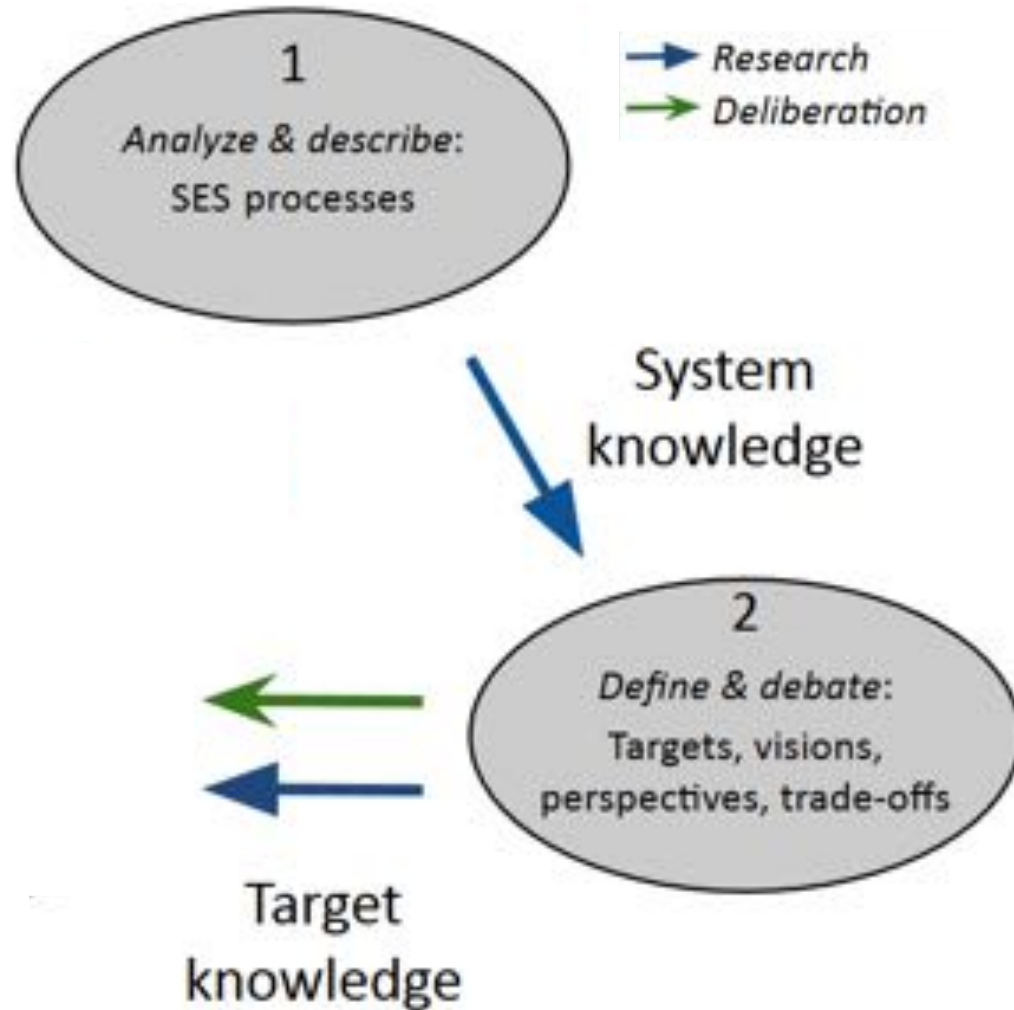 1
Analyze & describe:
SES processes
Research
Deliberation
System
knowledge
2
Define & debate:
Targets, visions,
perspectives, trade-offs
Target
knowledge